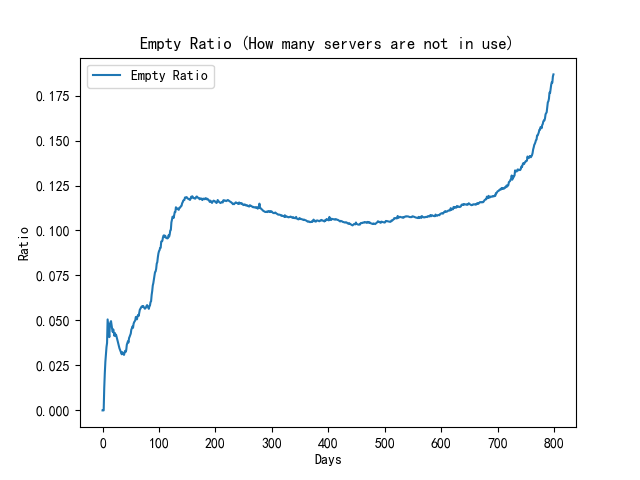 Empty Ratio (How many servers are not in use)
Empty Ratio
0.175
0.150
0.125
0.100
0.075
0.050
0.025
0.000
Ratio
0 100 200 300 400 500 600 700 800
Days